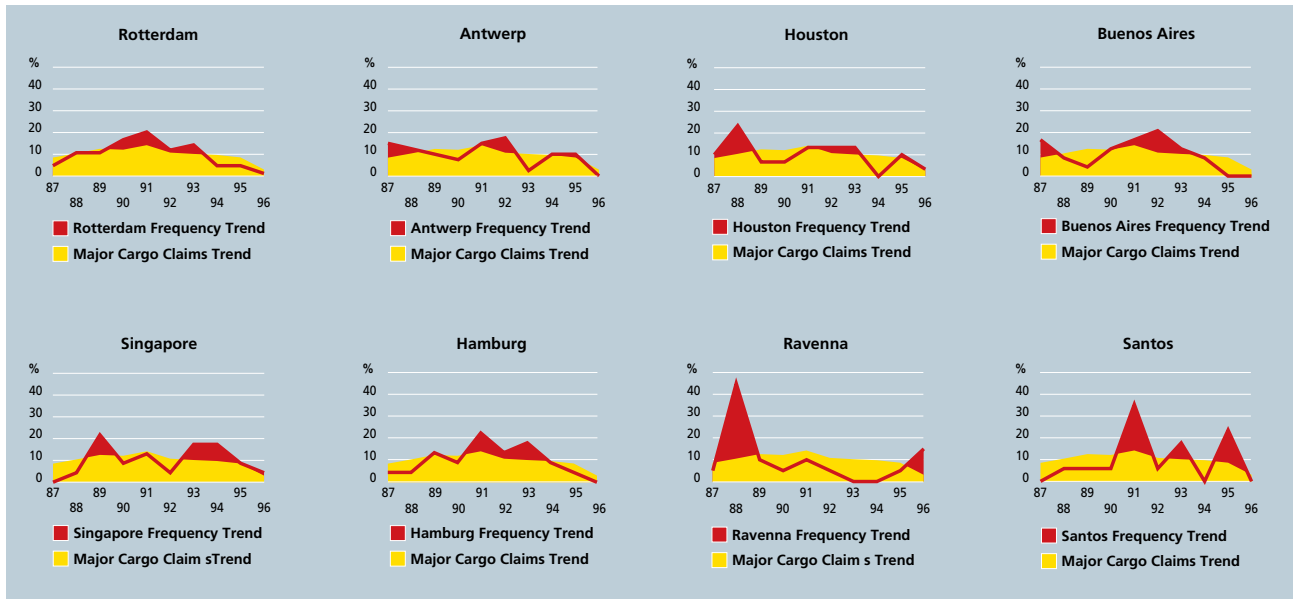 Rotterdam
%
40
30
20
10
0
87 89 91 93 95
88 90 92 94 96
Rotterdam Frequency Trend
Major Cargo Claims Trend
Antwerp
%
40
30
20
10
0
87 89 91 93 95
88 90 92 94 96
Antwerp Frequency Trend
Major Cargo Claims Trend
Houston
%
40
30
20
10
0
87 89 91 93 95
88 90 92 94 96
Houston Frequency Trend
Major Cargo Claims Trend
Buenos Aires
%
40
30
20
10
0
87 89 91 93 95
88 90 92 94 96
Buenos Aires Frequency Trend
Major Cargo Claims Trend
Singapore
%
40
30
20
10
0
87 89 91 93 95
88 90 92 94 96
Singapore Frequency Trend
Major Cargo Claim sTrend
Hamburg
%
40
30
20
10
0
87 89 91 93 95
88 90 92 94 96
Hamburg Frequency Trend
Major Cargo Claims Trend
Ravenna
%
40
30
20
10
0
87 89 91 93 95
88 90 92 94 96
Ravenna Frequency Trend
Major Cargo Claim s Trend
Santos
%
40
30
20
10
0
87 89 91 93 95
88 90 92 94 96
Santos Frequency Trend
Major Cargo Claims Trend